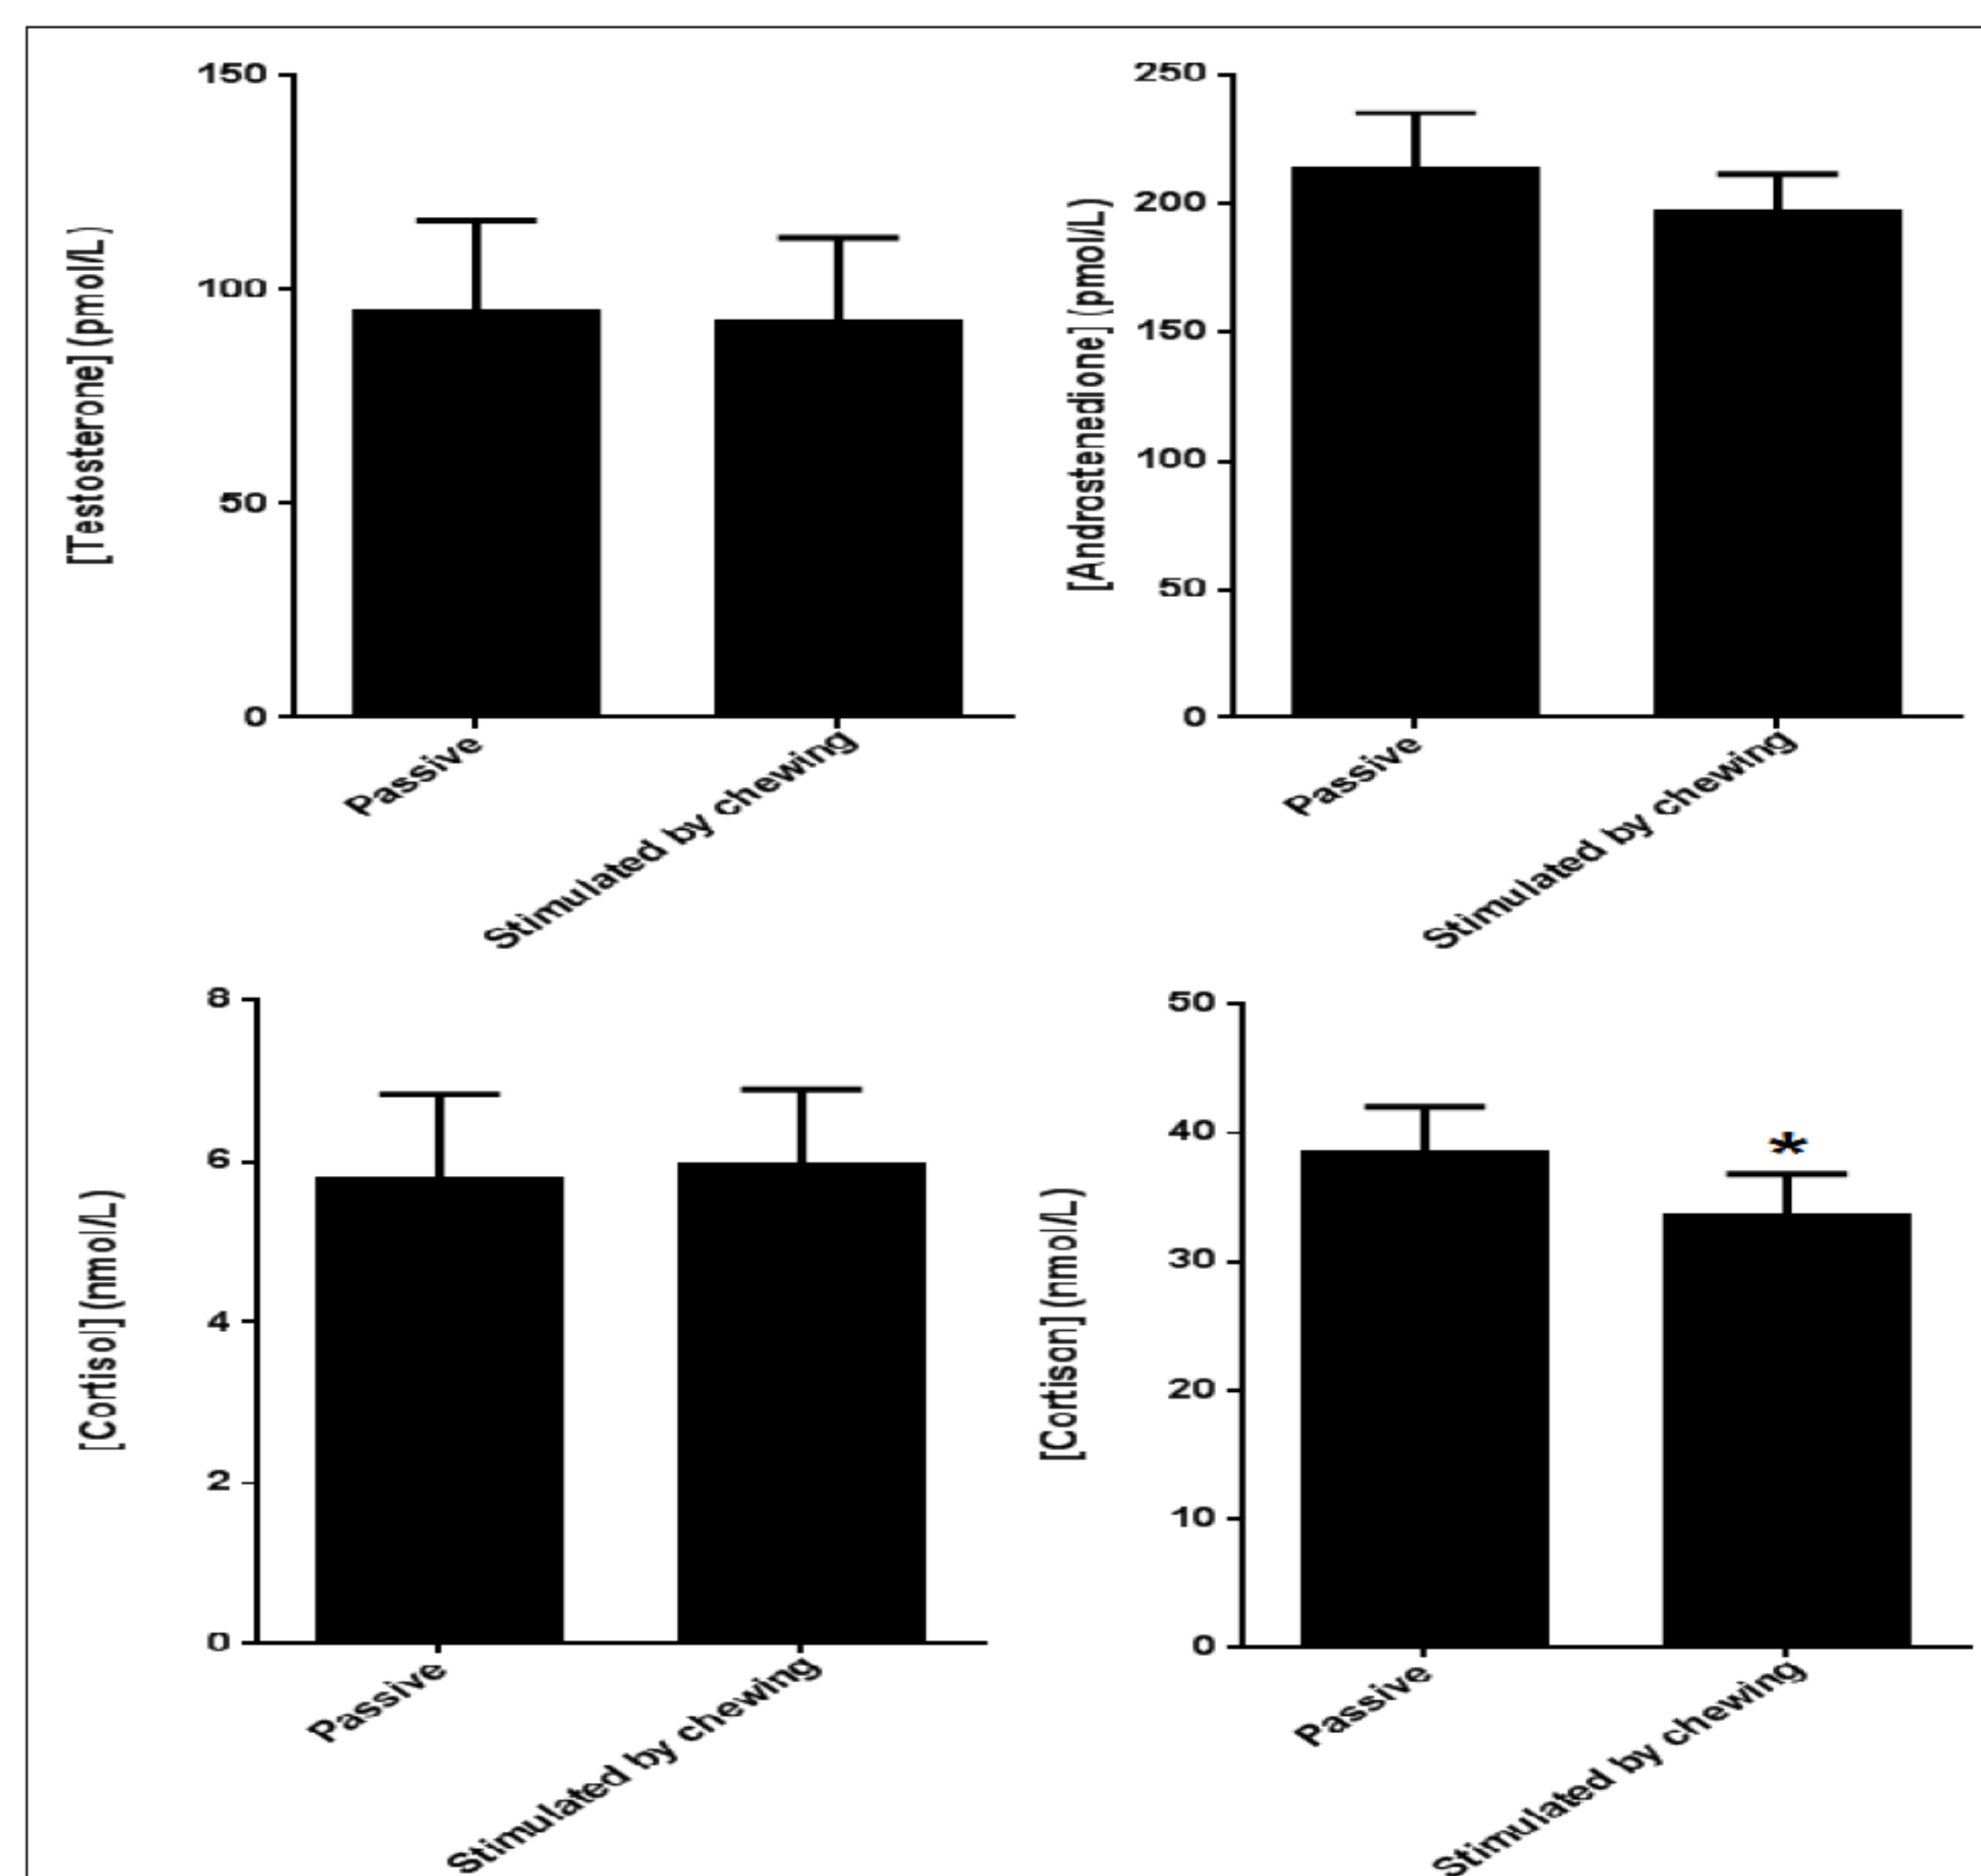 [Testosterone] (pmol/L)
150
100
50
0
Passive
Stimulated by chewing
[Androstenedione] (pmol/L)
250
200
150
100
50
0
Passive
Stimulated by chewing
[Cortisol] (nmol/L)
8
6
4
2
0
Passive
Stimulated by chewing
[Cortison] (nmol/L)
50
40
30
20
10
0
*
Passive
Stimulated by chewing